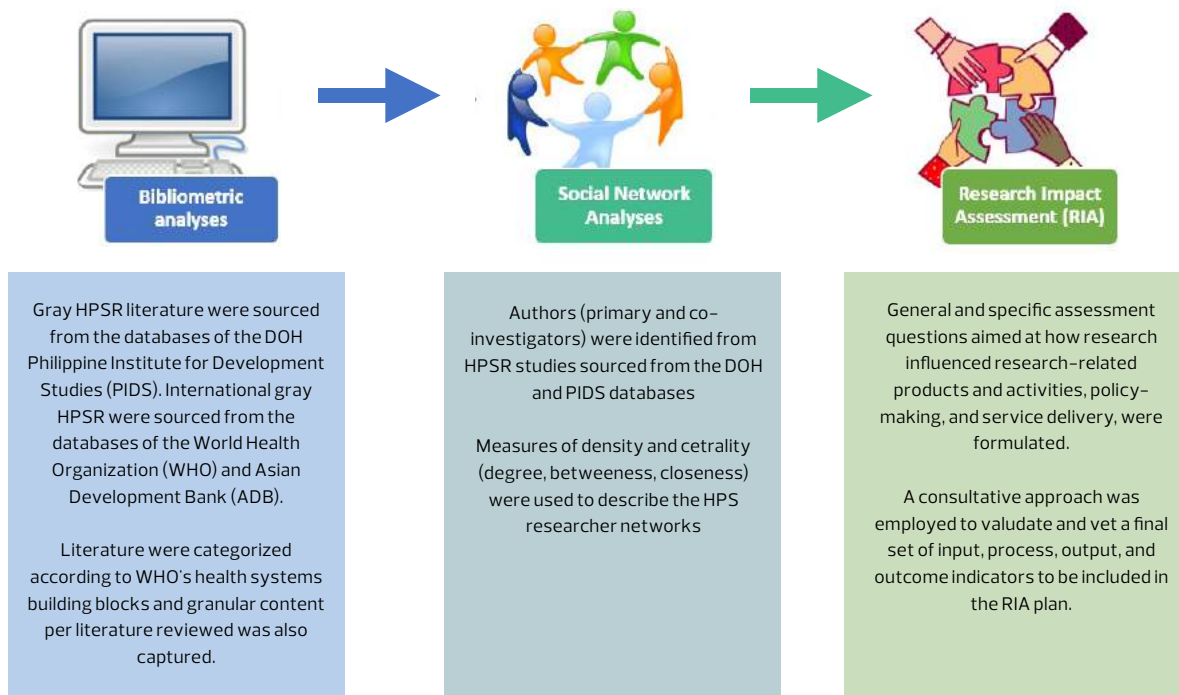 Bibliometric
analyses
Social Network
Analyses
Research Impact
Assessment (RIA)
Gray HPSR literature were sourced
from the databases of the DOH
Philippine Institute for Development
Studies (PIDS). International gray
HPSR were sourced from the
databases of the World Health
Organization (WHO) and Asian
Development Bank (ADB).
Literature were categorized
according to WHO's health systems
building blocks and granular content
per literature reviewed was also
captured.
Authors (primary and co-
investigators) were identified from
HPSR studies sourced from the DOH
and PIDS databases
Measures of density and cetrality
(degree, betweeness, closeness)
were used to describe the HPS
researcher networks
General and specific assessment
questions aimed at how research
influenced research-related
products and activities, policy-
making, and service delivery, were
formulated.
A consultative approach was
employed to valudate and vet a final
set of input, process, output, and
outcome indicators to be included in
the RIA plan.